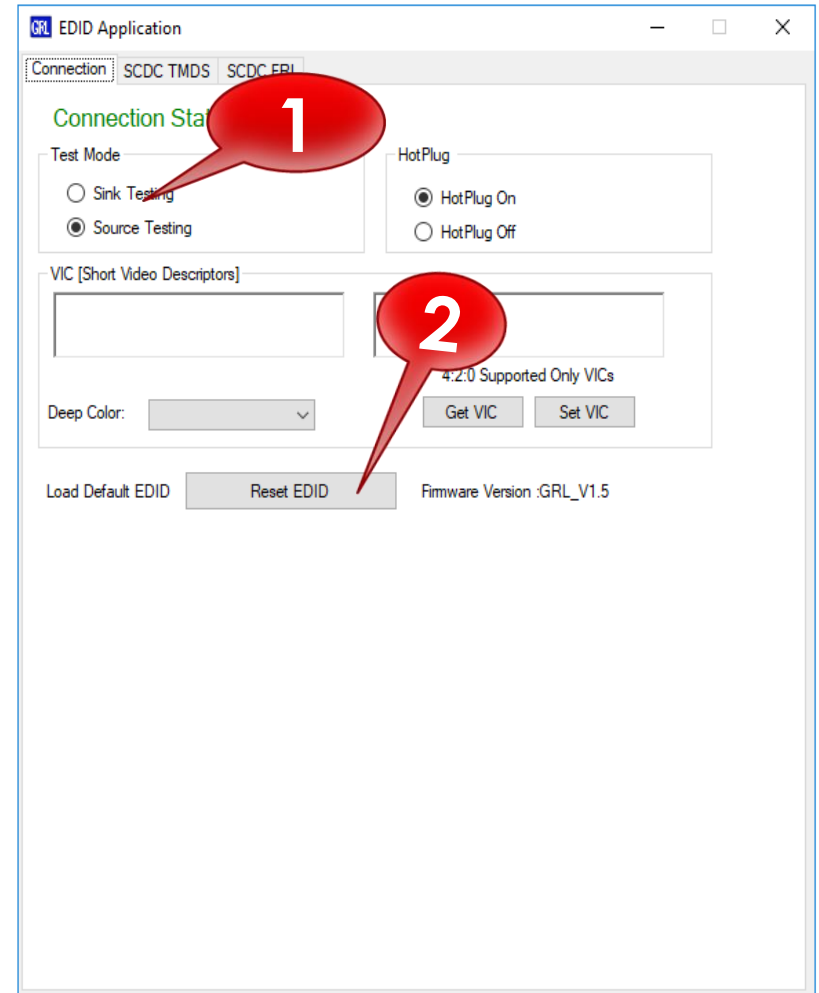 GRL EDID Application
Connection SCDC TMDS SCDC FRL
Connection Stat
1
Test Mode
HotPlug
Sink Testing
HotPlug On
Source Testing
HotPlug Off
VIC [Short Video Descriptors]
2
4:2:0 Supported Only VICs
Deep Color:
Get VIC Set VIC
Load Default EDID Reset EDID Firmware Version :GRL_V1.5